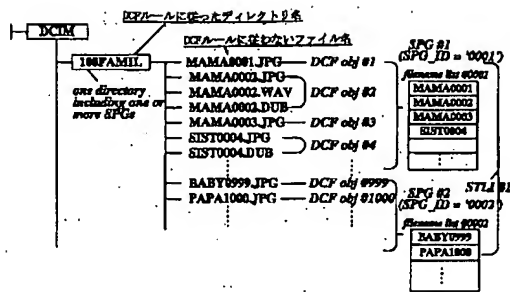 DCFルールに従ったディレクトリ名
DCIM
DCFルールに従わないファイル名
100FAMIL
one directory
including one or
more SPGs
MAMA0001.JPG
DCF obj #1
MAMA0002.JPG
MAMA0002.WAV
DCF obj #2
MAMA0002.DUB
MAMA0003.JPG
DCF obj #3
SIST0004.JPG
DCF obj #4
SIST0004.DUB
BABY0999.JPG
DCF obj #999
PAPA1000.JPG
DCF obj #1000
SPG #1
(SPG_ID = '0001')
filename list #0001
MAMA0001
MAMA0002
MAMA0003
SIST0004
STLI #1
SPG #2
(SPG_ID = '0002')
filename list #0002
BABY0999
PAPA1000